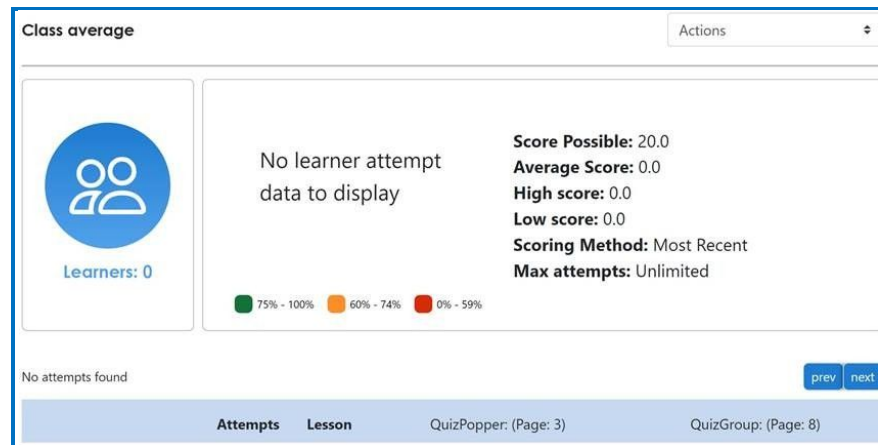 Class average
Actions
No learner attempt
data to display
Score Possible: 20.0
Average Score: 0.0
High score: 0.0
Low score: 0.0
Scoring Method: Most Recent
Max attempts: Unlimited
Learners: 0
75% - 100% 60% - 74% 0% - 59%
No attempts found
prev next
Attempts Lesson QuizPopper: (Page: 3) QuizGroup: (Page: 8)